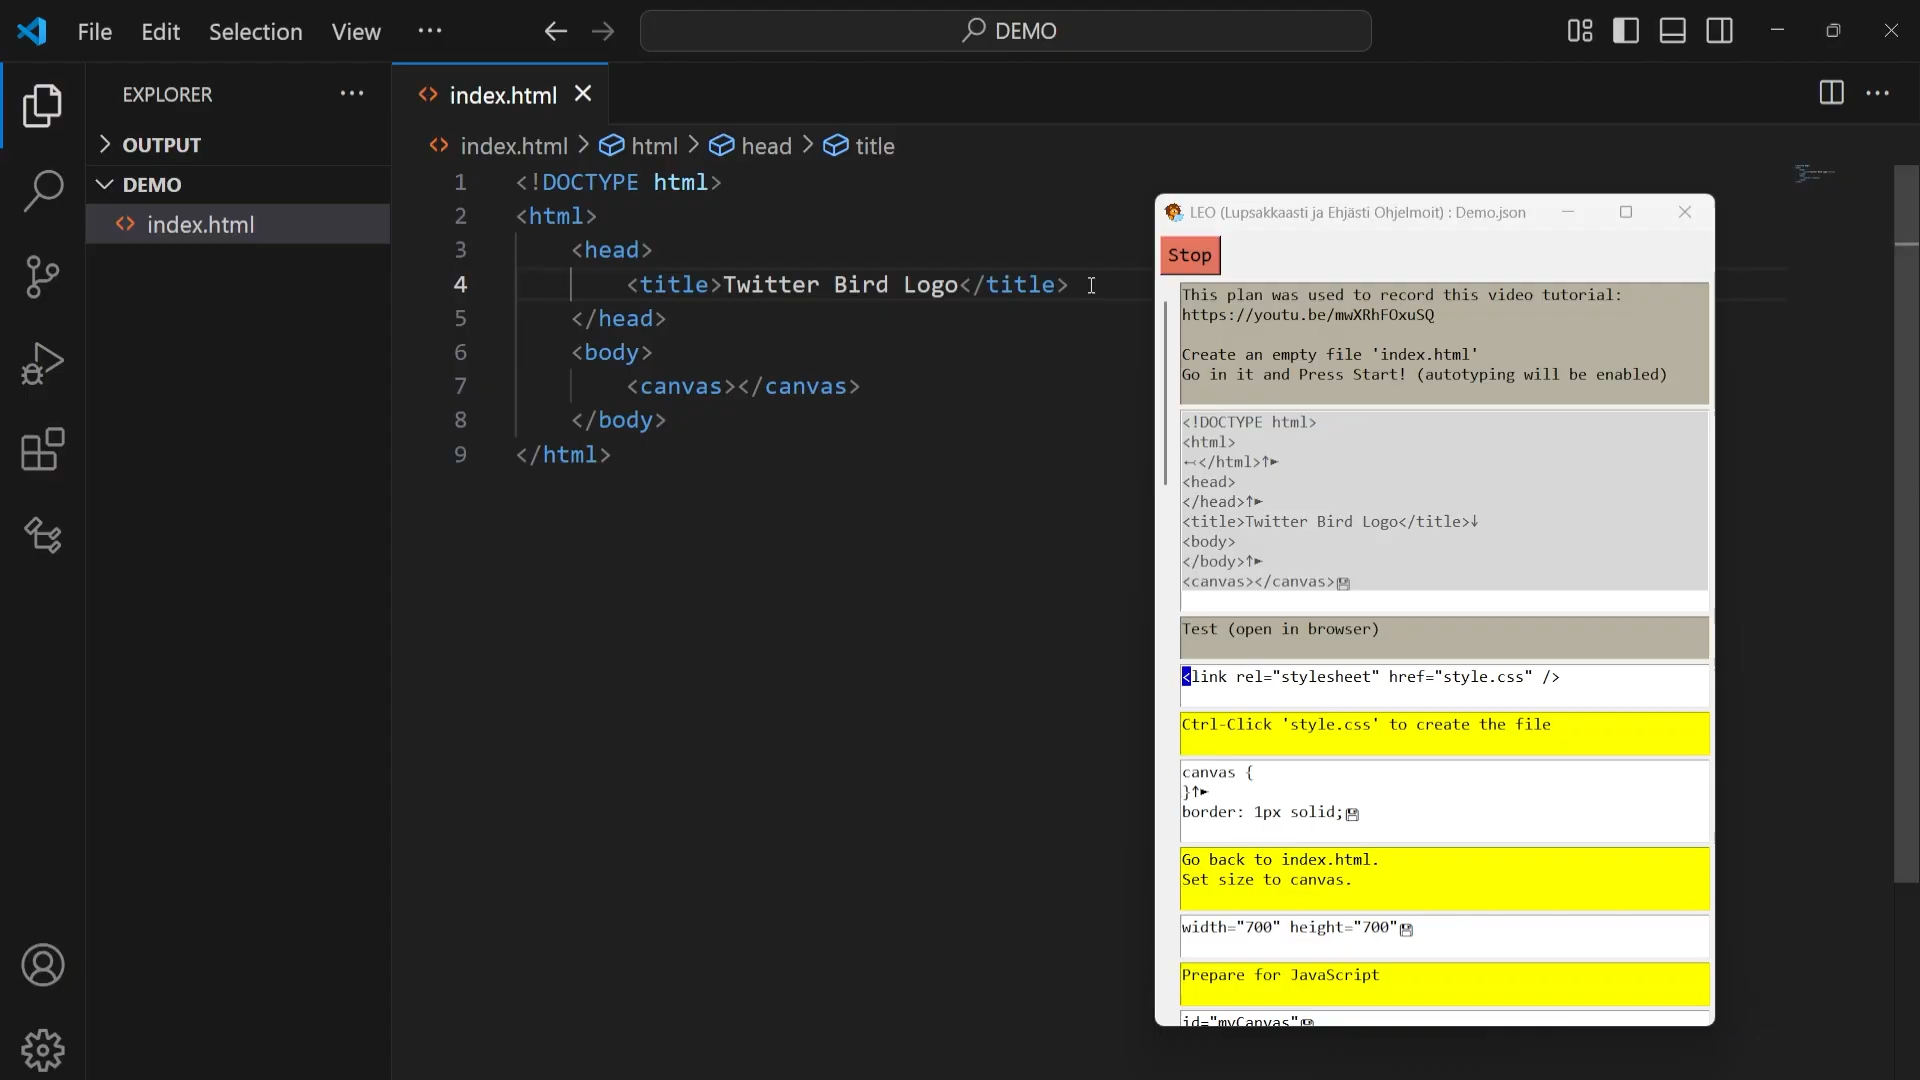 File Edit Selection View ···
DEMO
EXPLORER ···
OUTPUT
DEMO
index.html
index.html
index.html > html > head > title
1 <!DOCTYPE html>
2 <html>
3 <head>
4 <title>Twitter Bird Logo</title>
5 </head>
6 <body>
7 <canvas></canvas>
8 </body>
9 </html>
LEO (Lupsakkaasti ja Ehjästi Ohjelmoit) : Demo.json
Stop
This plan was used to record this video tutorial:
https://youtu.be/mwXRhFOxuSQ
Create an empty file 'index.html'
Go in it and Press Start! (autotyping will be enabled)
<!DOCTYPE html>
<html>
↢</html>↑►
<head>
</head>↑►
<title>Twitter Bird Logo</title>↓
<body>
</body>↑►
<canvas></canvas>💾
Test (open in browser)
<link rel="stylesheet" href="style.css" />
Ctrl-Click 'style.css' to create the file
canvas {
}↑►
border: 1px solid;💾
Go back to index.html.
Set size to canvas.
width="700" height="700"💾
Prepare for JavaScript
id="myCanvas"💾